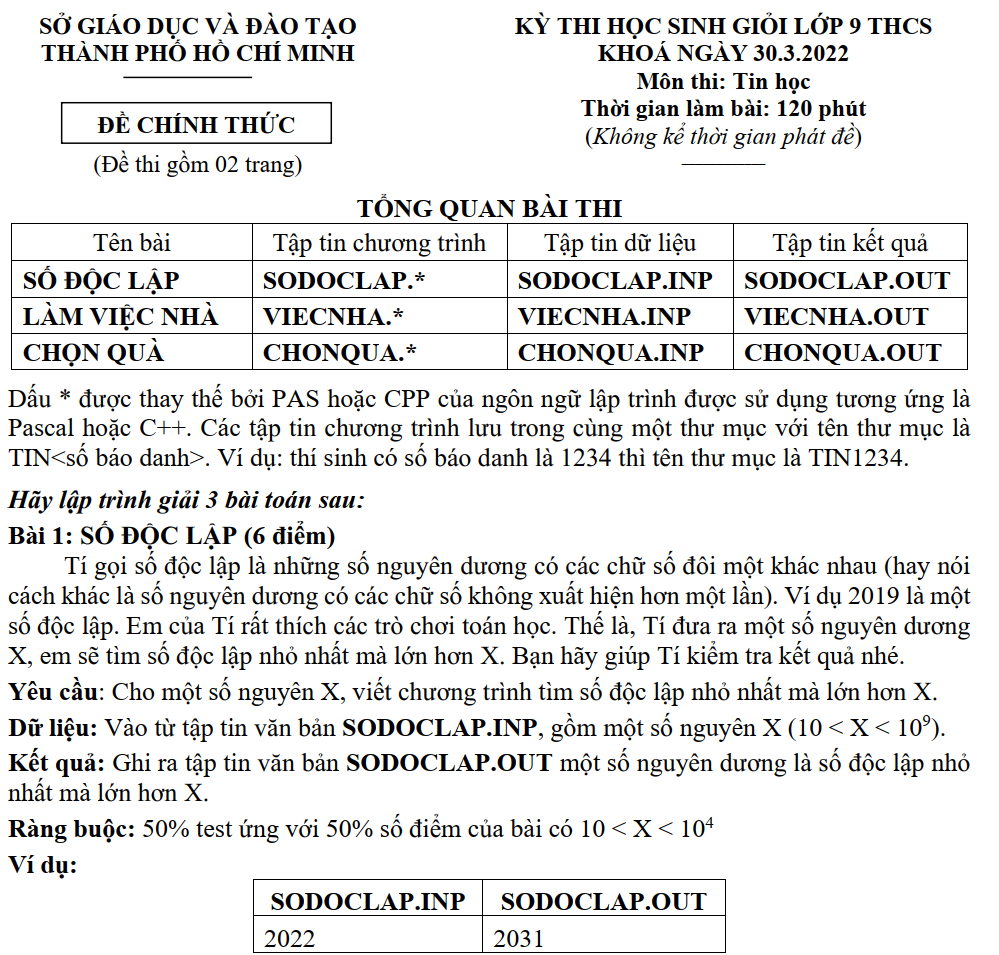 SỞ GIÁO DỤC VÀ ĐÀO TẠO
THÀNH PHỐ HỒ CHÍ MINH
ĐỀ CHÍNH THỨC
(Đề thi gồm 02 trang)
KỲ THI HỌC SINH GIỎI LỚP 9 THCS
KHOÁ NGÀY 30.3.2022
Môn thi: Tin học
Thời gian làm bài: 120 phút
(Không kể thời gian phát đề)
TỔNG QUAN BÀI THI
Tên bài Tập tin chương trình Tập tin dữ liệu Tập tin kết quả
SỐ ĐỘC LẬP SODOCLAP.* SODOCLAP.INP SODOCLAP.OUT
LÀM VIỆC NHÀ VIECNHA.* VIECNHA.INP VIECNHA.OUT
CHỌN QUÀ CHONQUA.* CHONQUA.INP CHONQUA.OUT
Dấu * được thay thế bởi PAS hoặc CPP của ngôn ngữ lập trình được sử dụng tương ứng là
Pascal hoặc C++. Các tập tin chương trình lưu trong cùng một thư mục với tên thư mục là
TIN<số báo danh>. Ví dụ: thí sinh có số báo danh là 1234 thì tên thư mục là TIN1234.
Hãy lập trình giải 3 bài toán sau:
Bài 1: SỐ ĐỘC LẬP (6 điểm)
Tí gọi số độc lập là những số nguyên dương có các chữ số đôi một khác nhau (hay nói
cách khác là số nguyên dương có các chữ số không xuất hiện hơn một lần). Ví dụ 2019 là một
số độc lập. Em của Tí rất thích các trò chơi toán học. Thế là, Tí đưa ra một số nguyên dương
X, em sẽ tìm số độc lập nhỏ nhất mà lớn hơn X. Bạn hãy giúp Tí kiểm tra kết quả nhé.
Yêu cầu: Cho một số nguyên X, viết chương trình tìm số độc lập nhỏ nhất mà lớn hơn X.
Dữ liệu: Vào từ tập tin văn bản SODOCLAP.INP, gồm một số nguyên X (10 < X < 10⁹).
Kết quả: Ghi ra tập tin văn bản SODOCLAP.OUT một số nguyên dương là số độc lập nhỏ
nhất mà lớn hơn X.
Ràng buộc: 50% test ứng với 50% số điểm của bài có 10 < X < 10⁴
Ví dụ:
SODOCLAP.INP SODOCLAP.OUT
2022 2031